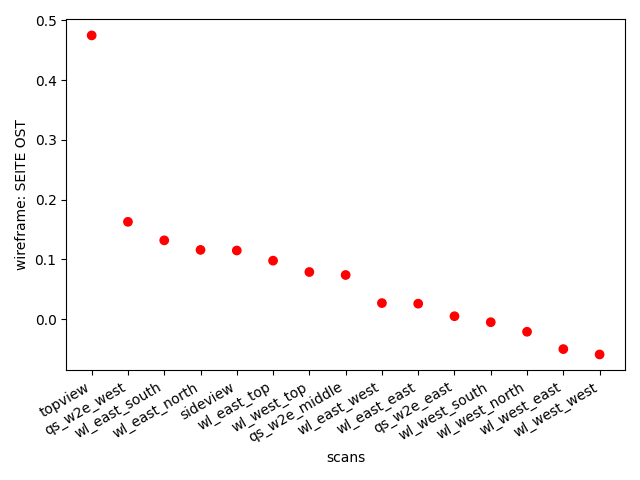 0.5
0.4
0.3
0.2
0.1
0.0
wireframe: SEITE OST
topview
qs_w2e_west
wl_east_south
wl_east_north
sideview
wl_east_top
wl_west_top
qs_w2e_middle
wl_east_west
wl_east_east
qs_w2e_east
wl_west_south
wl_west_north
wl_west_east
wl_west_west
scans